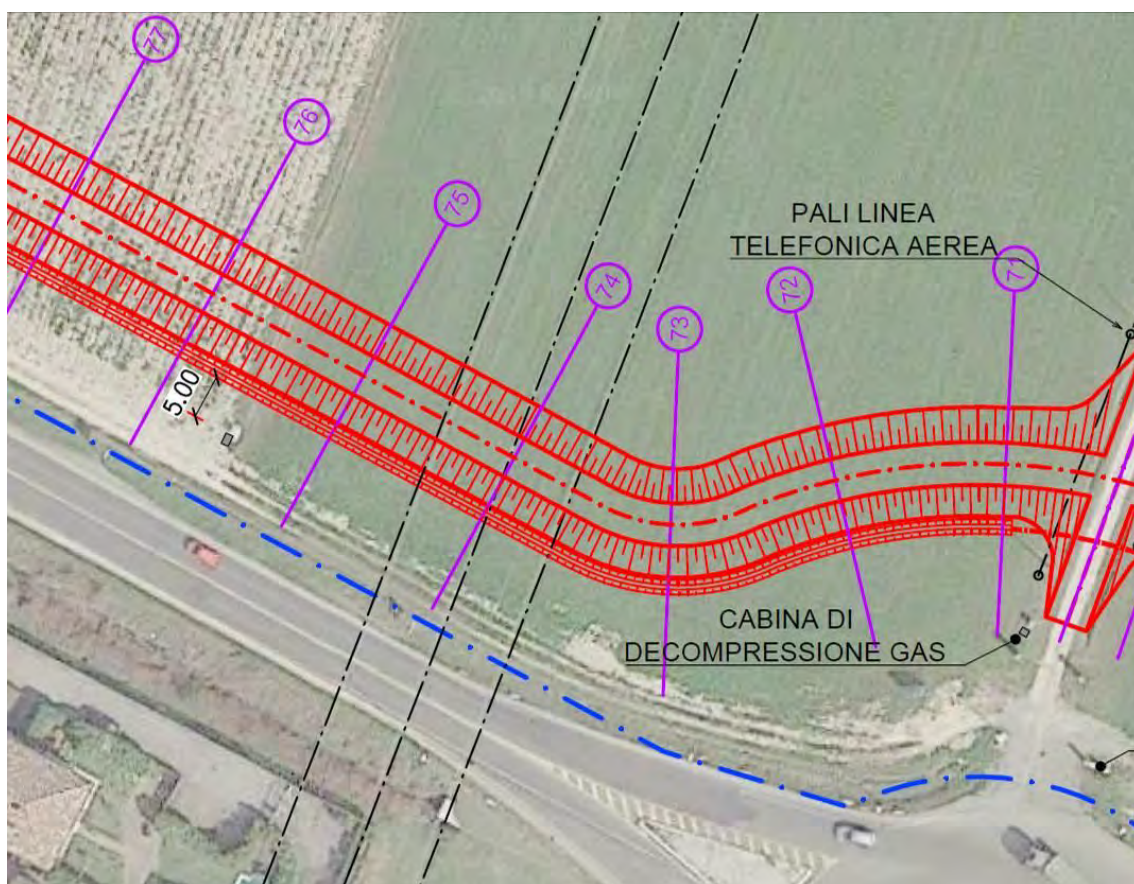 77
76
75
74
73
72
71
PALI LINEA
TELEFONICA AEREA
5.00
CABINA DI
DECOMPRESSIONE GAS